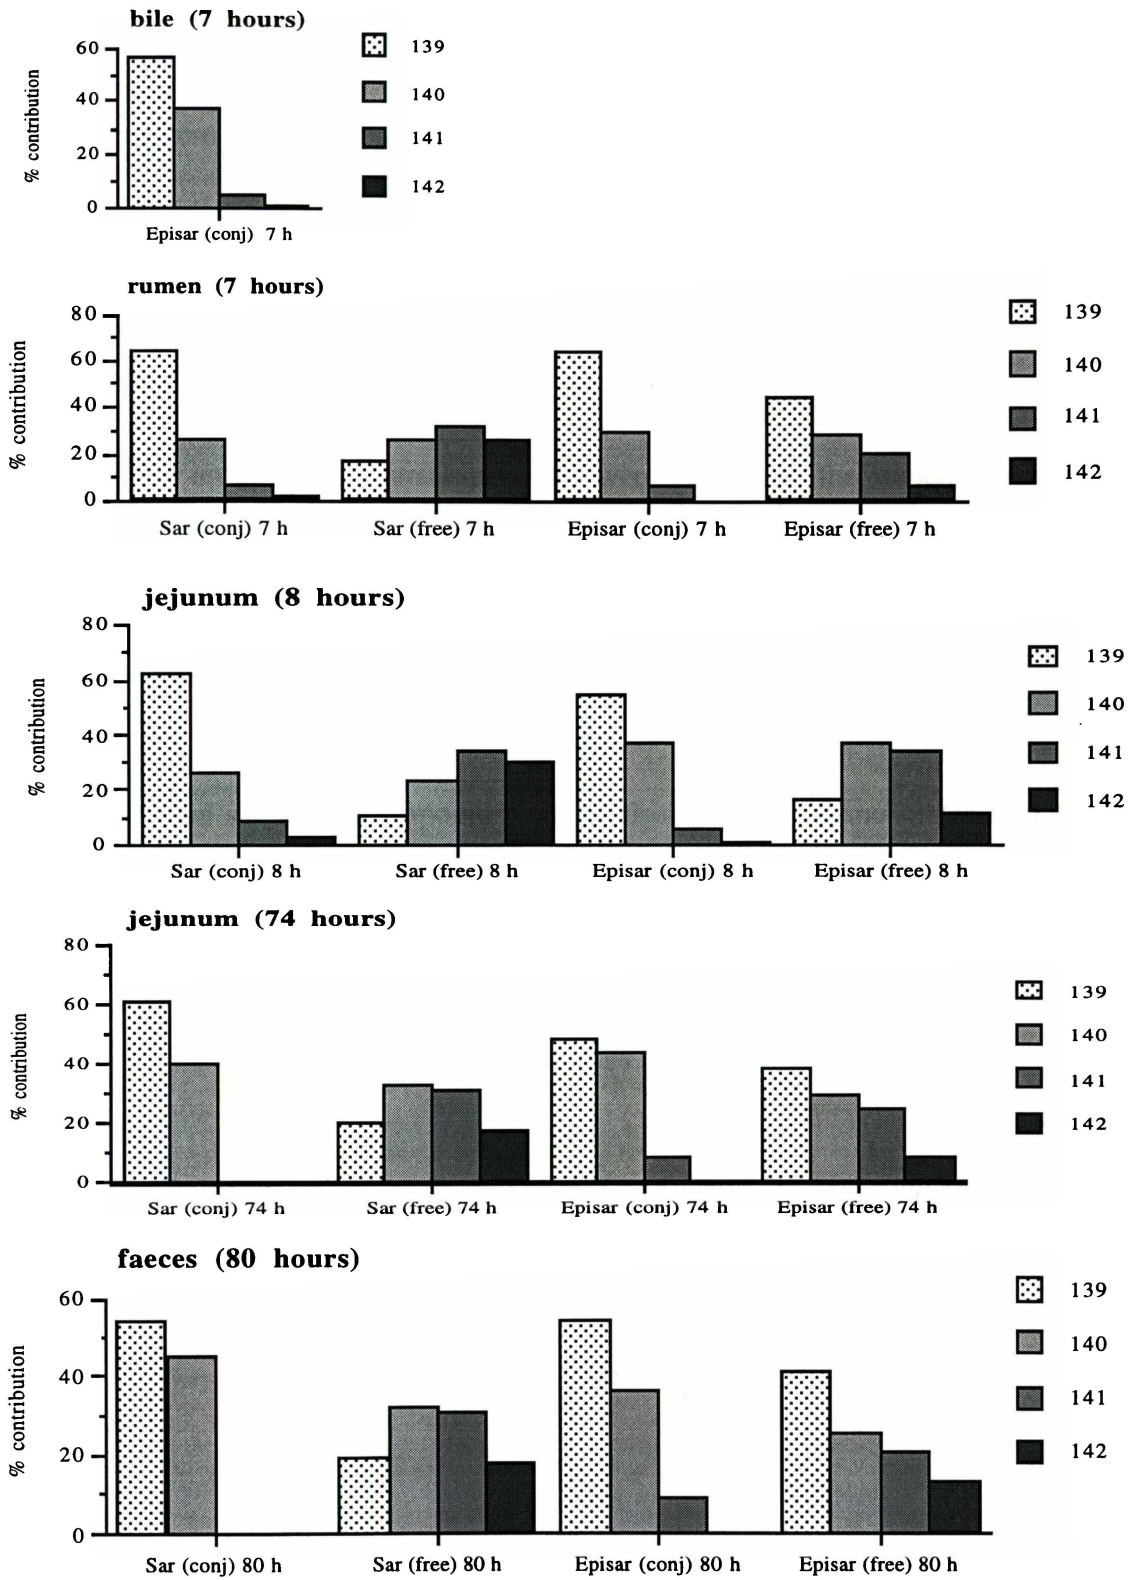 bile (7 hours)
% contribution
60
40
20
0
Episar (conj) 7 h
139
140
141
142
rumen (7 hours)
% contribution
80
60
40
20
0
Sar (conj) 7 h Sar (free) 7 h Episar (conj) 7 h Episar (free) 7 h
139
140
141
142
jejunum (8 hours)
% contribution
80
60
40
20
0
Sar (conj) 8 h Sar (free) 8 h Episar (conj) 8 h Episar (free) 8 h
139
140
141
142
jejunum (74 hours)
% contribution
80
60
40
20
0
Sar (conj) 74 h Sar (free) 74 h Episar (conj) 74 h Episar (free) 74 h
139
140
141
142
faeces (80 hours)
% contribution
60
40
20
0
Sar (conj) 80 h Sar (free) 80 h Episar (conj) 80 h Episar (free) 80 h
139
140
141
142